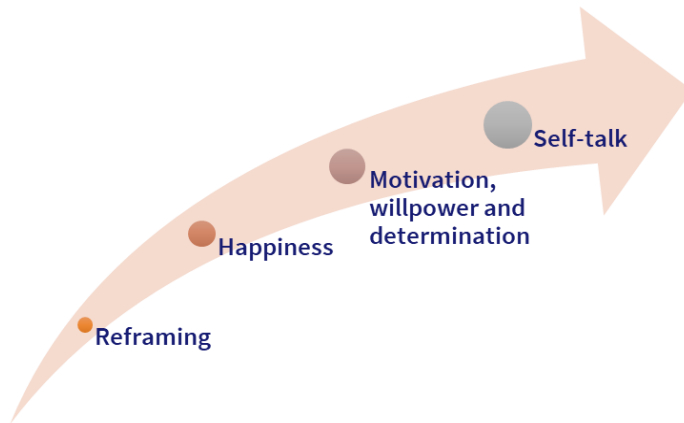 Self-talk
Motivation,
willpower and
determination
Happiness
Reframing